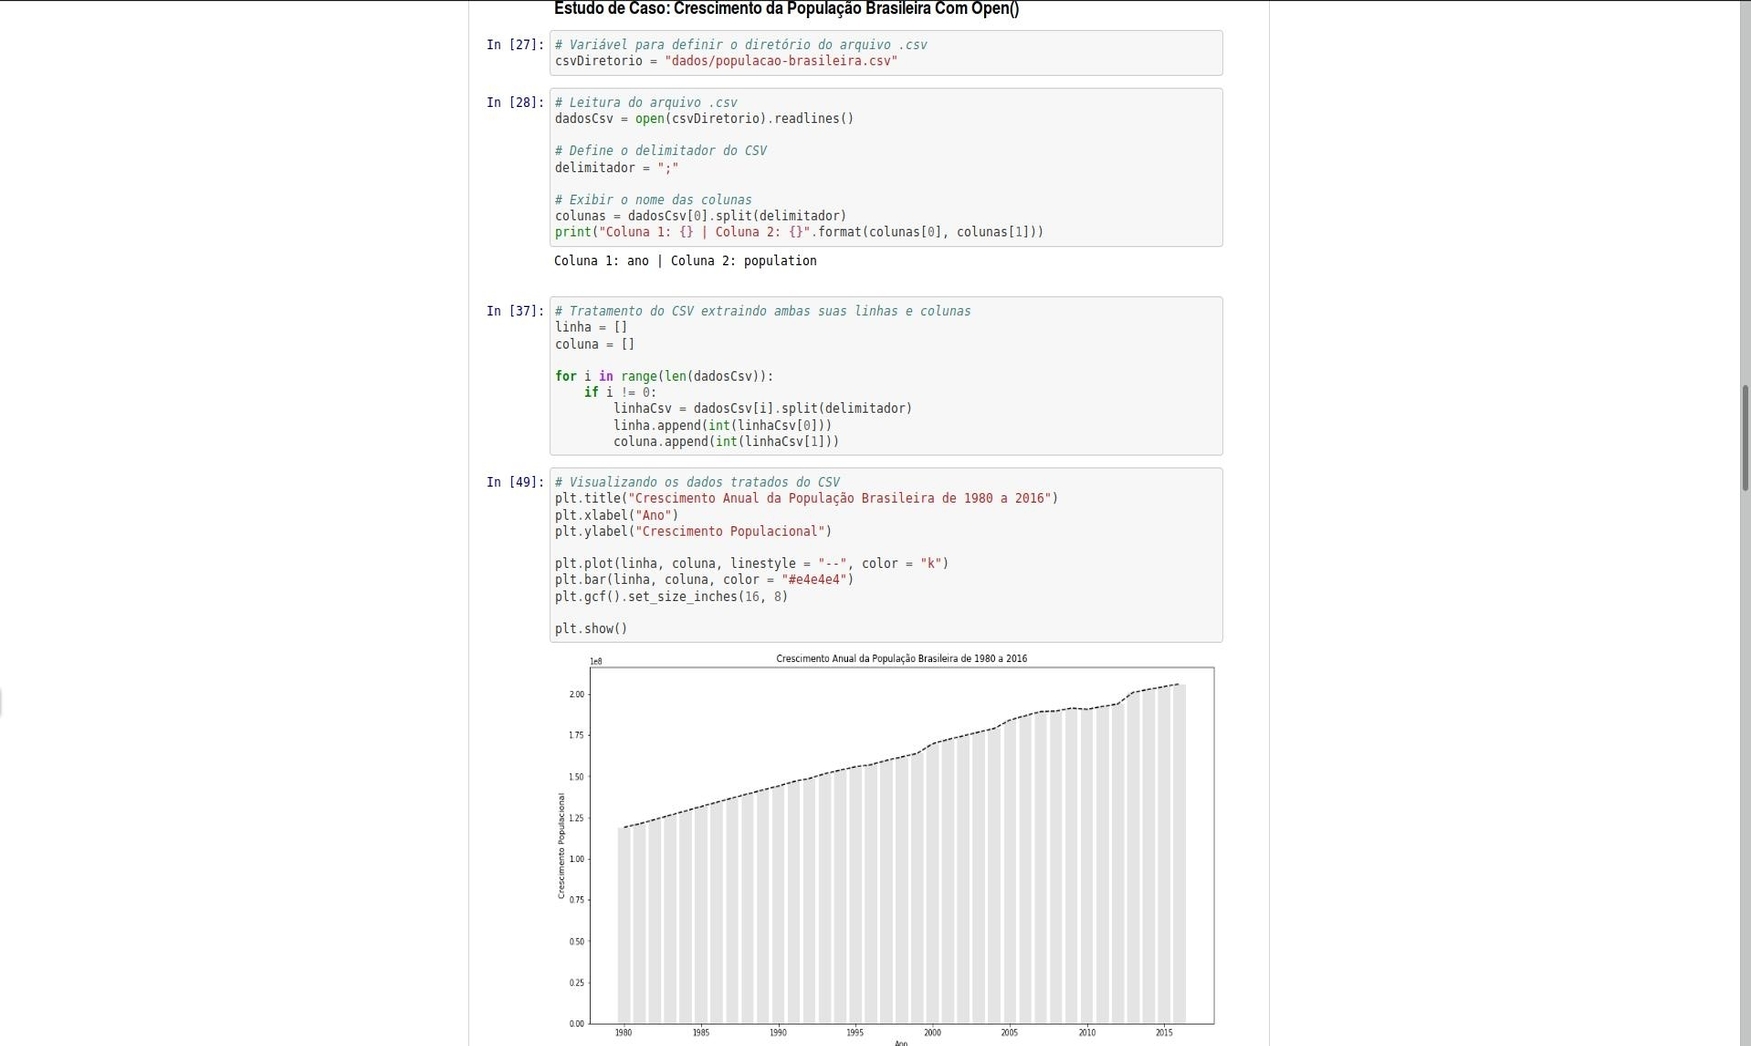 Estudo de Caso: Crescimento da População Brasileira Com Open()
In [27]:
# Variável para definir o diretório do arquivo .csv
csvDiretorio = "dados/populacao-brasileira.csv"
In [28]:
# Leitura do arquivo .csv
dadosCsv = open(csvDiretorio).readlines()
# Define o delimitador do CSV
delimitador = ";"
# Exibir o nome das colunas
colunas = dadosCsv[0].split(delimitador)
print("Coluna 1: {} | Coluna 2: {}".format(colunas[0], colunas[1]))
Coluna 1: ano | Coluna 2: population
In [37]:
# Tratamento do CSV extraindo ambas suas linhas e colunas
linha = []
coluna = []
for i in range(len(dadosCsv)):
    if i != 0:
        linhaCsv = dadosCsv[i].split(delimitador)
        linha.append(int(linhaCsv[0]))
        coluna.append(int(linhaCsv[1]))
In [49]:
# Visualizando os dados tratados do CSV
plt.title("Crescimento Anual da População Brasileira de 1980 a 2016")
plt.xlabel("Ano")
plt.ylabel("Crescimento Populacional")
plt.plot(linha, coluna, linestyle = "--", color = "k")
plt.bar(linha, coluna, color = "#e4e4e4")
plt.gcf().set_size_inches(16, 8)
plt.show()
Crescimento Anual da População Brasileira de 1980 a 2016
1e8
2.00
1.75
1.50
1.25
1.00
0.75
0.50
0.25
0.00
Crescimento Populacional
1980 1985 1990 1995 2000 2005 2010 2015
Ano